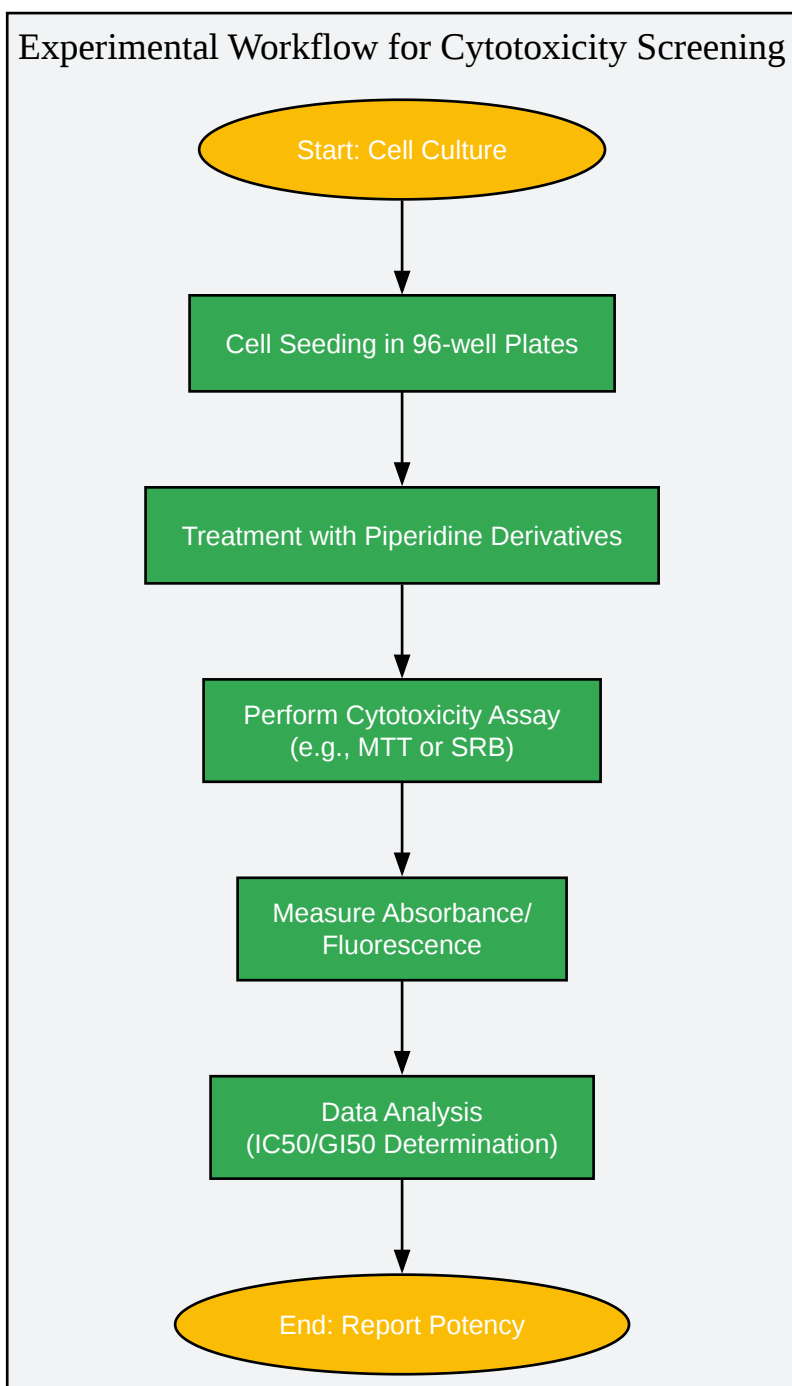 Experimental Workflow for Cytotoxicity Screening
Start: Cell Culture
Cell Seeding in 96-well Plates
Treatment with Piperidine Derivatives
Perform Cytotoxicity Assay
(e.g., MTT or SRB)
Measure Absorbance/
Fluorescence
Data Analysis
(IC50/GI50 Determination)
End: Report Potency